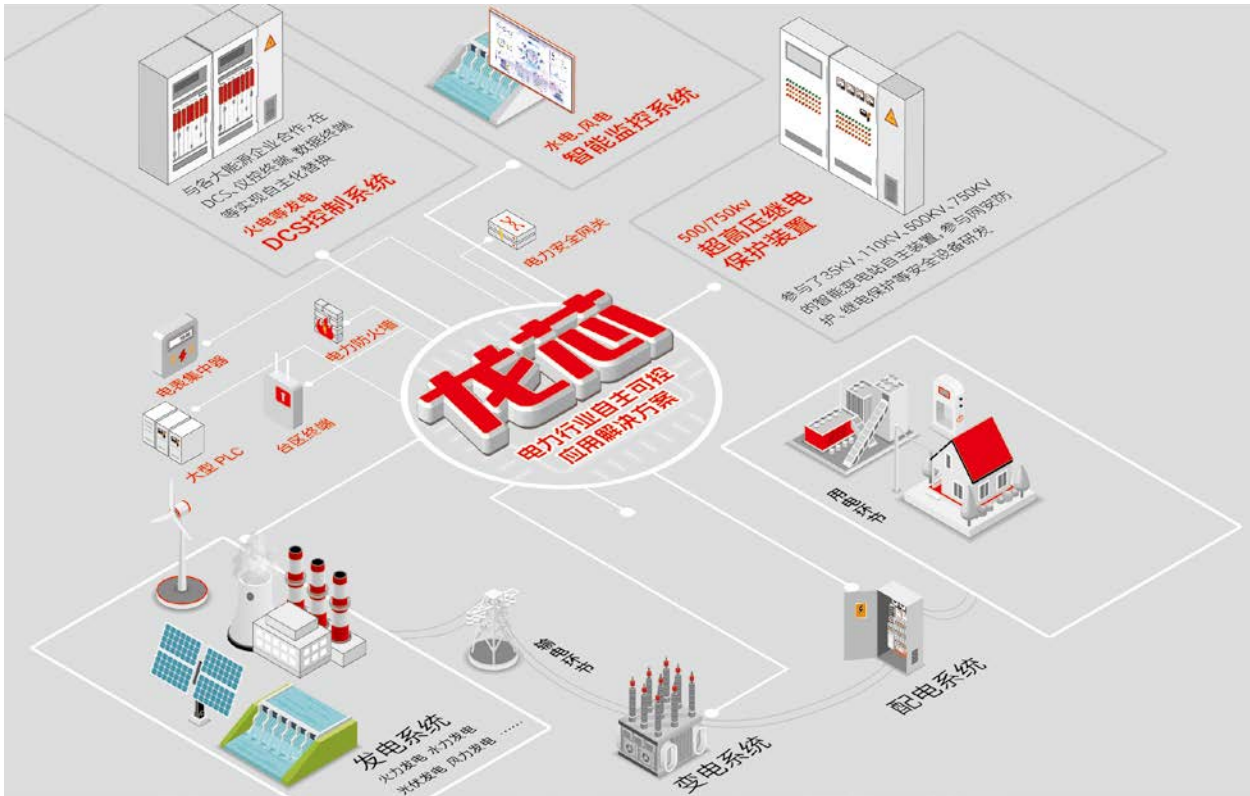 与各大能源企业合作,在
DCS、仪控终端、数据终端
等实现自主化替换
火电等发电
DCS控制系统
水电、风电
智能监控系统
500/750kv
超高压继电
保护装置
参与了35KV、110KV、500KV、750KV
的智能变电站自主装置,参与网安防
护、继电保护等安全设备研发
电力安全网关
电力防火墙
电表集中器
台区终端
大型 PLC
龙芯
电力行业自主可控
应用解决方案
用电环节
输电环节
配电系统
变电系统
发电系统
火力发电 水力发电
光伏发电 风力发电 ……